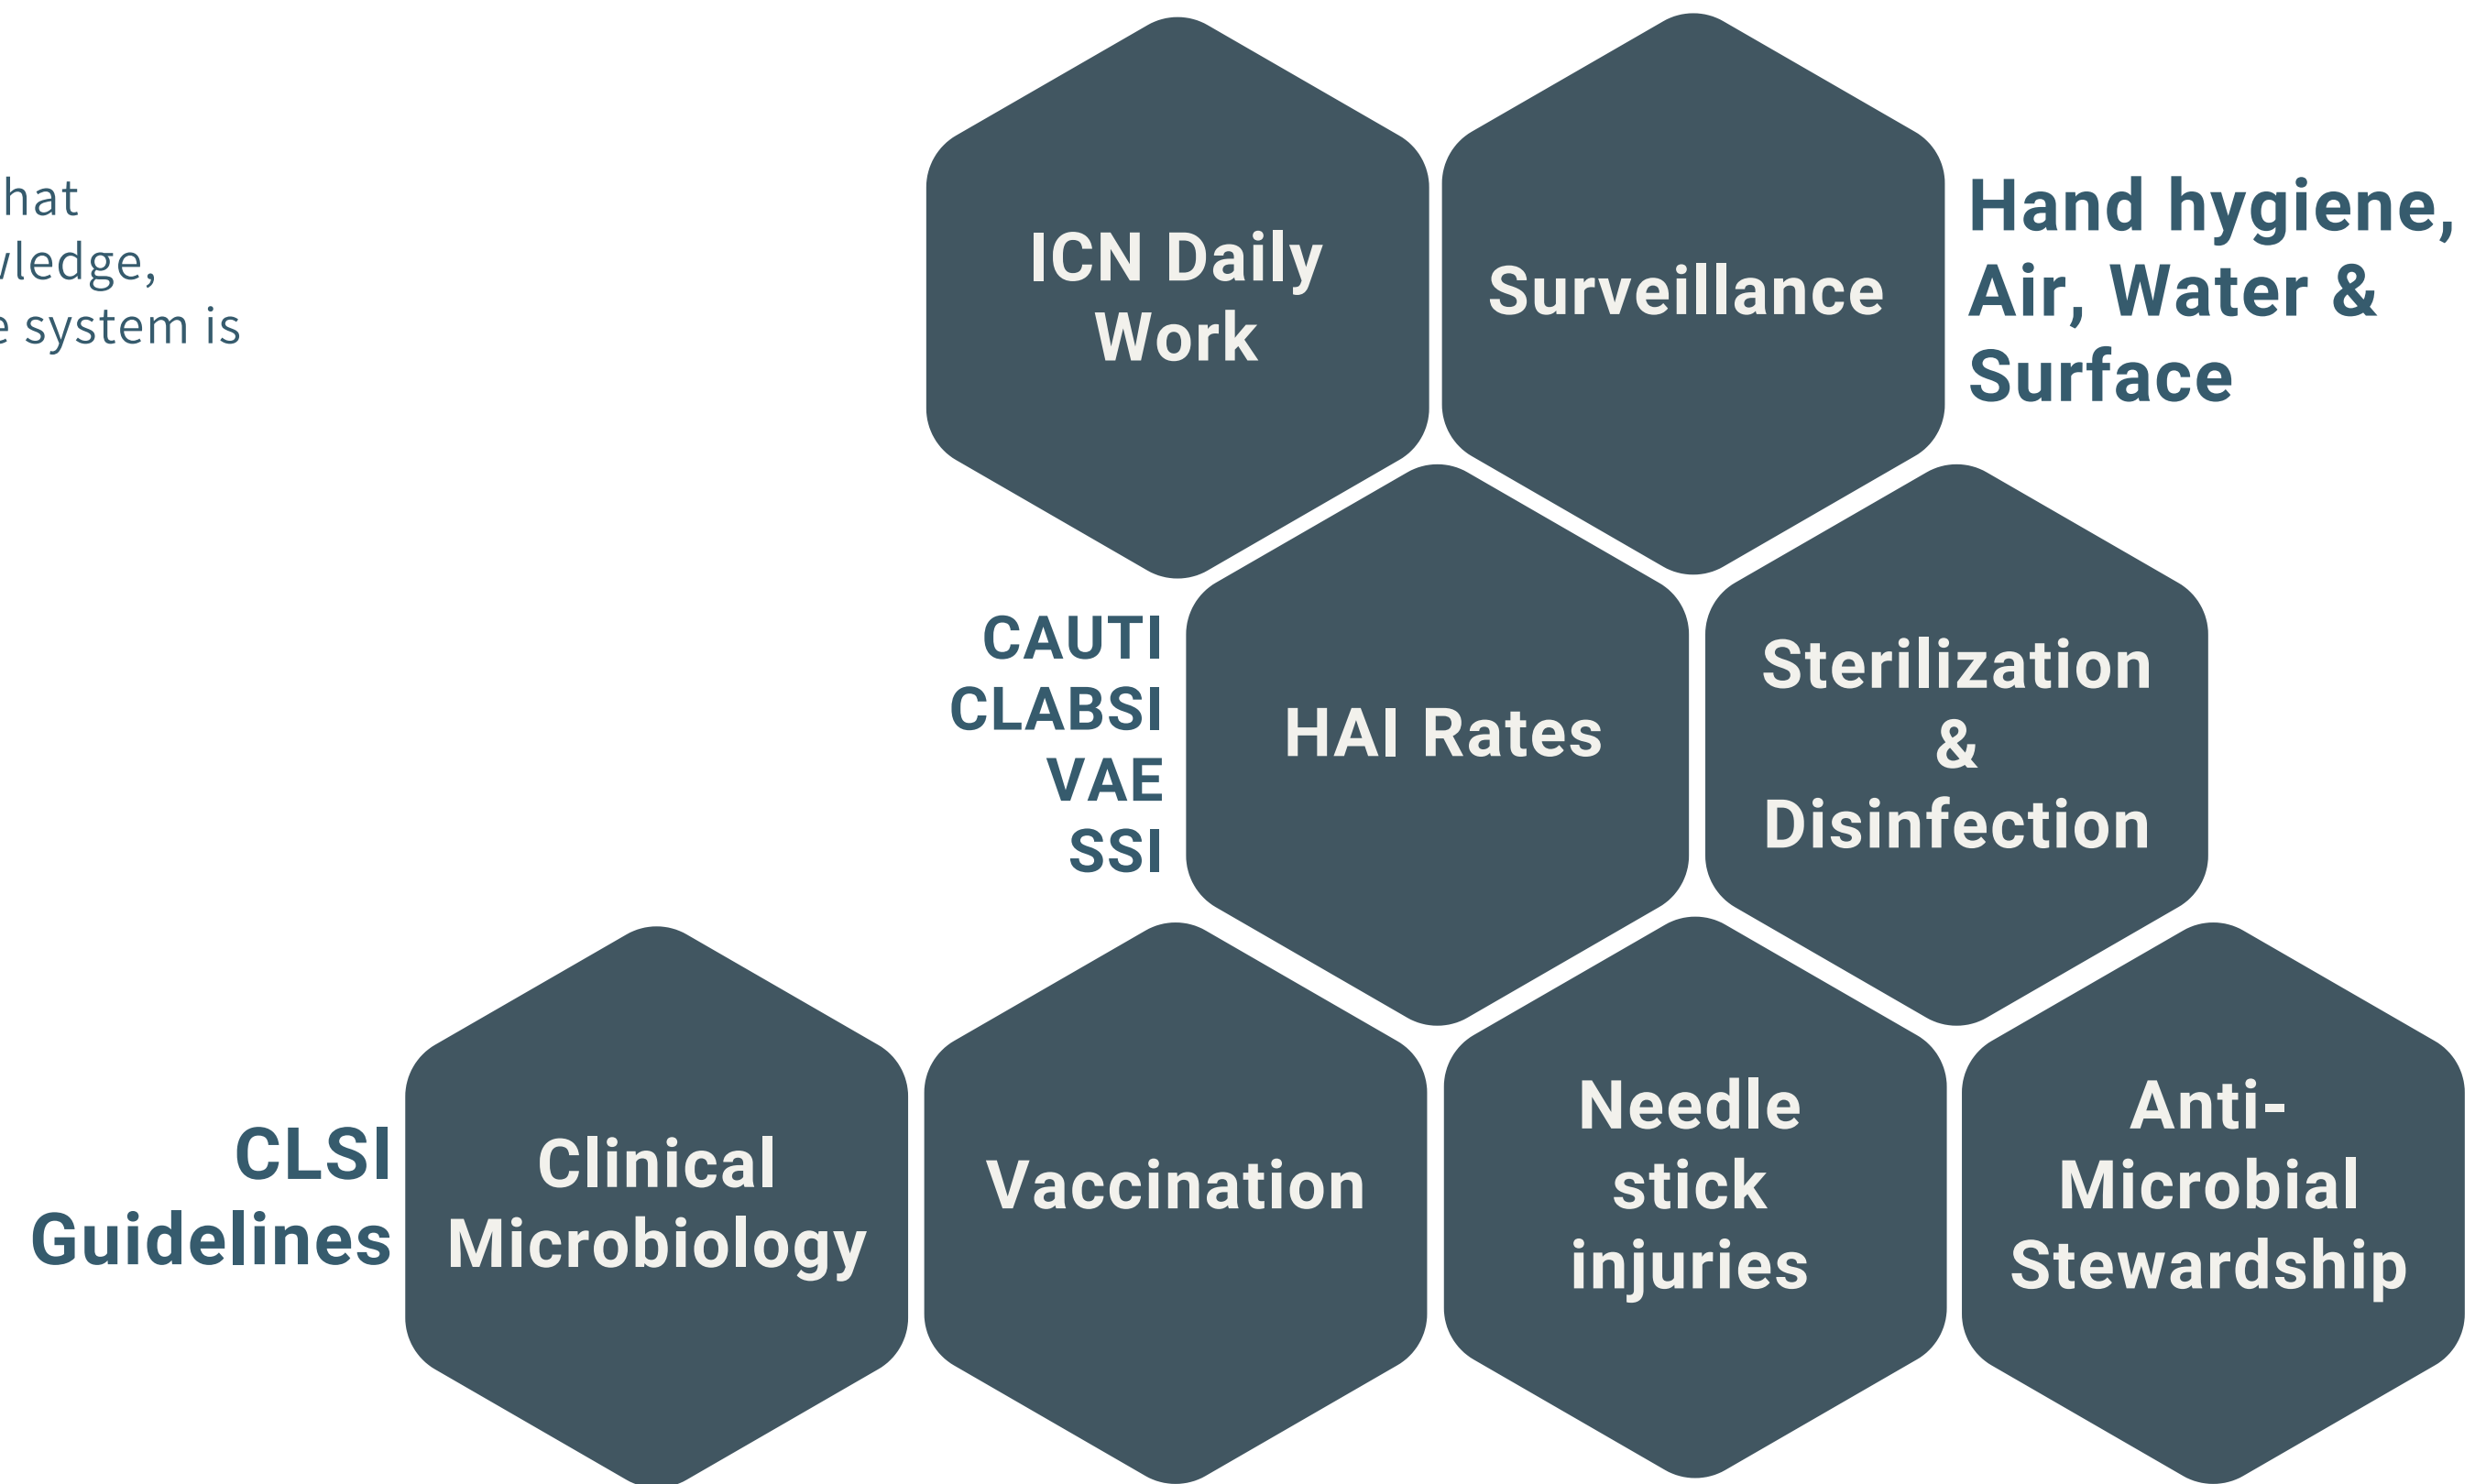 hat
ledge,
system is
ICN Daily
Work
Surveillance
Hand hygiene,
Air, Water &
Surface
CAUTI
CLABSI
VAE
SSI
HAI Rates
Sterilization
&
Disinfection
CLSI
Guidelines
Clinical
Microbiology
Vaccination
Needle
stick
injuries
Anti-
Microbial
Stewardship